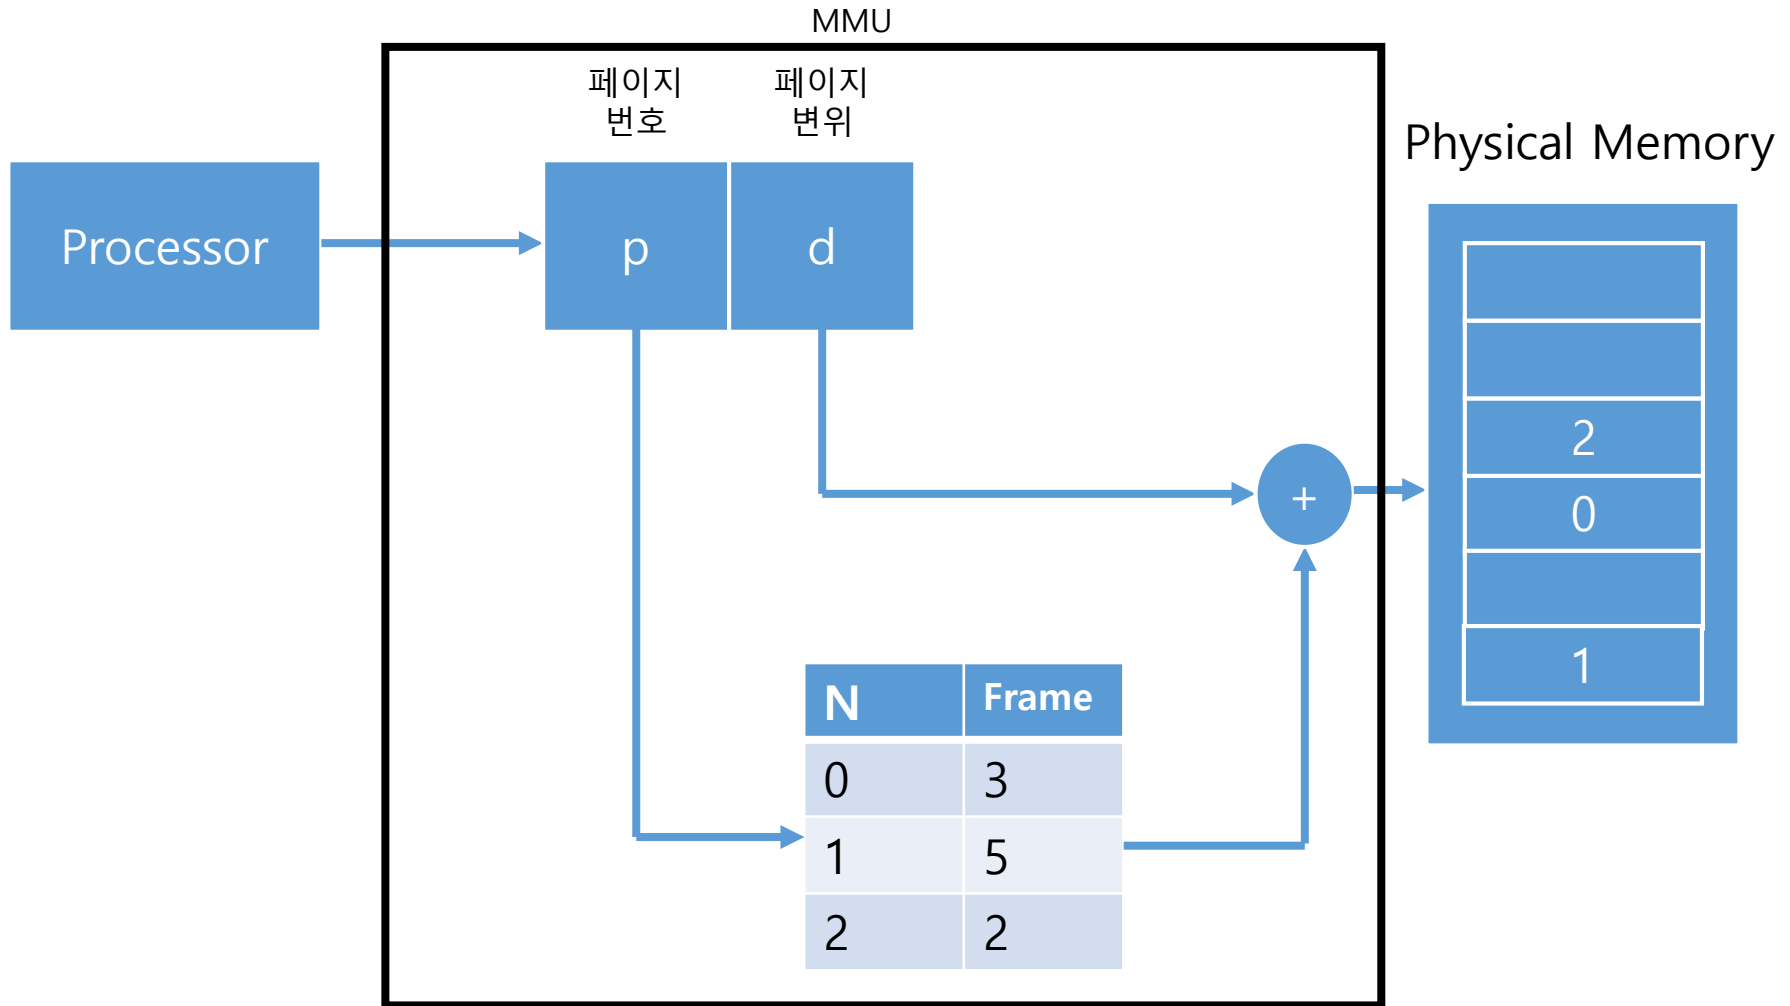 MMU
페이지
번호
페이지
변위
Physical Memory
Processor
p
d
2
0
1
+
N Frame
0 3
1 5
2 2